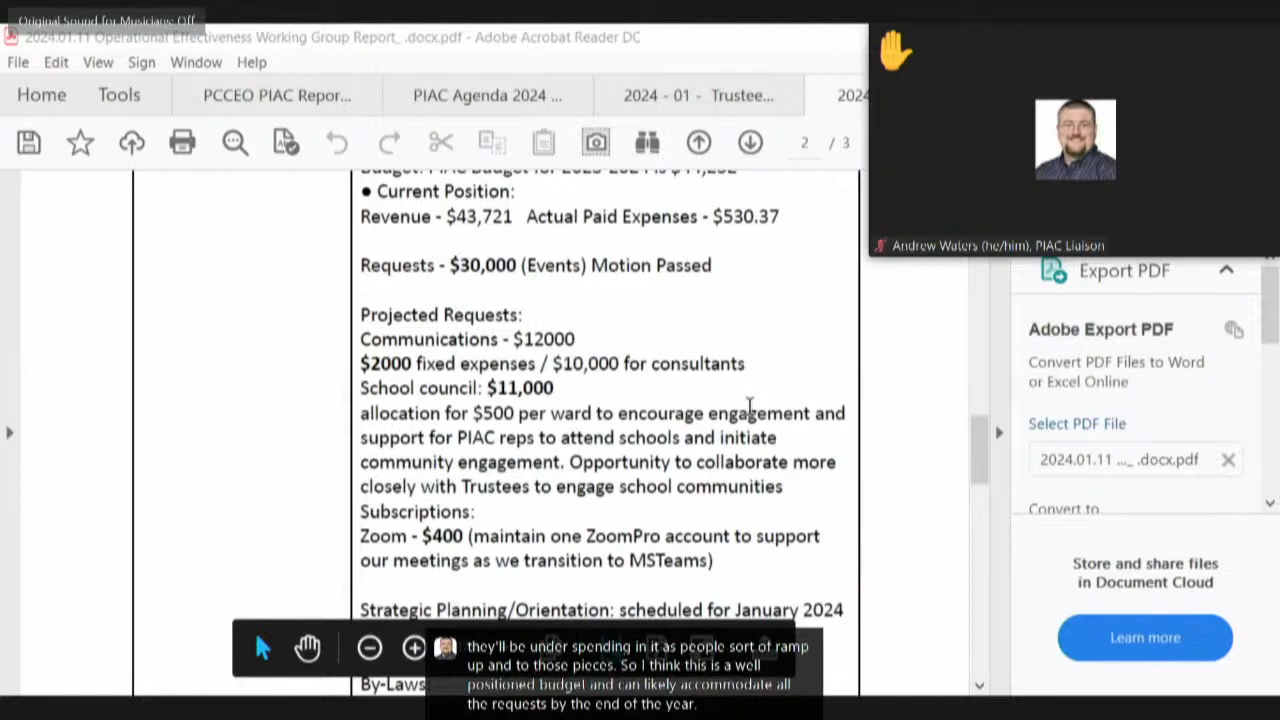 Original Sound for Musicians: Off
2024.01.11 Operational Effectiveness Working Group Report_ .docx.pdf - Adobe Acrobat Reader DC
File Edit View Sign Window Help
Home Tools PCCEO PIAC Repor... PIAC Agenda 2024 ... 2024 - 01 - Trustee... 2024
2 / 3
Andrew Waters (he/him), PIAC Liaison
● Current Position:
Revenue - $43,721 Actual Paid Expenses - $530.37
Requests - $30,000 (Events) Motion Passed
Projected Requests:
Communications - $12000
$2000 fixed expenses / $10,000 for consultants
School council: $11,000
allocation for $500 per ward to encourage engagement and
support for PIAC reps to attend schools and initiate
community engagement. Opportunity to collaborate more
closely with Trustees to engage school communities
Subscriptions:
Zoom - $400 (maintain one ZoomPro account to support
our meetings as we transition to MSTeams)
Strategic Planning/Orientation: scheduled for January 2024
By-Laws
they'll be under spending in it as people sort of ramp
up and to those pieces. So I think this is a well
positioned budget and can likely accommodate all
the requests by the end of the year.
Export PDF
Adobe Export PDF
Convert PDF Files to Word
or Excel Online
Select PDF File
2024.01.11 ..._ .docx.pdf
Convert to
Store and share files
in Document Cloud
Learn more